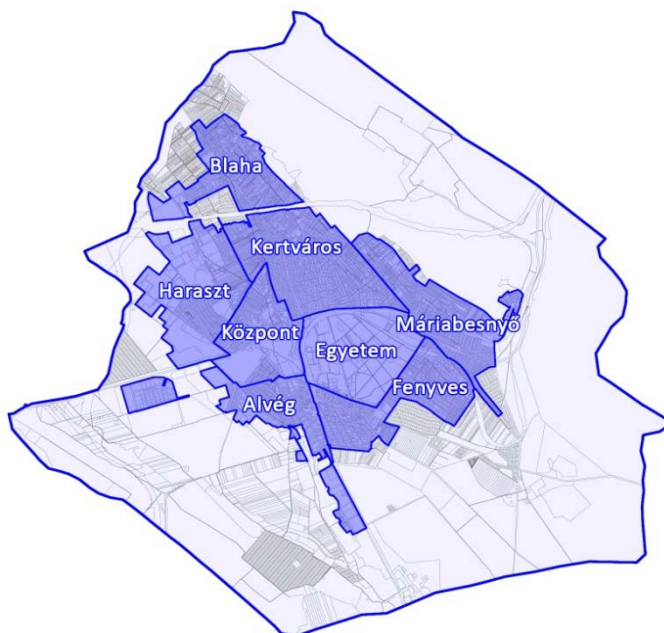 Blaha
Kertváros
Haraszt
Központ
Máriabesnyő
Egyetem
Fenyves
Alvég